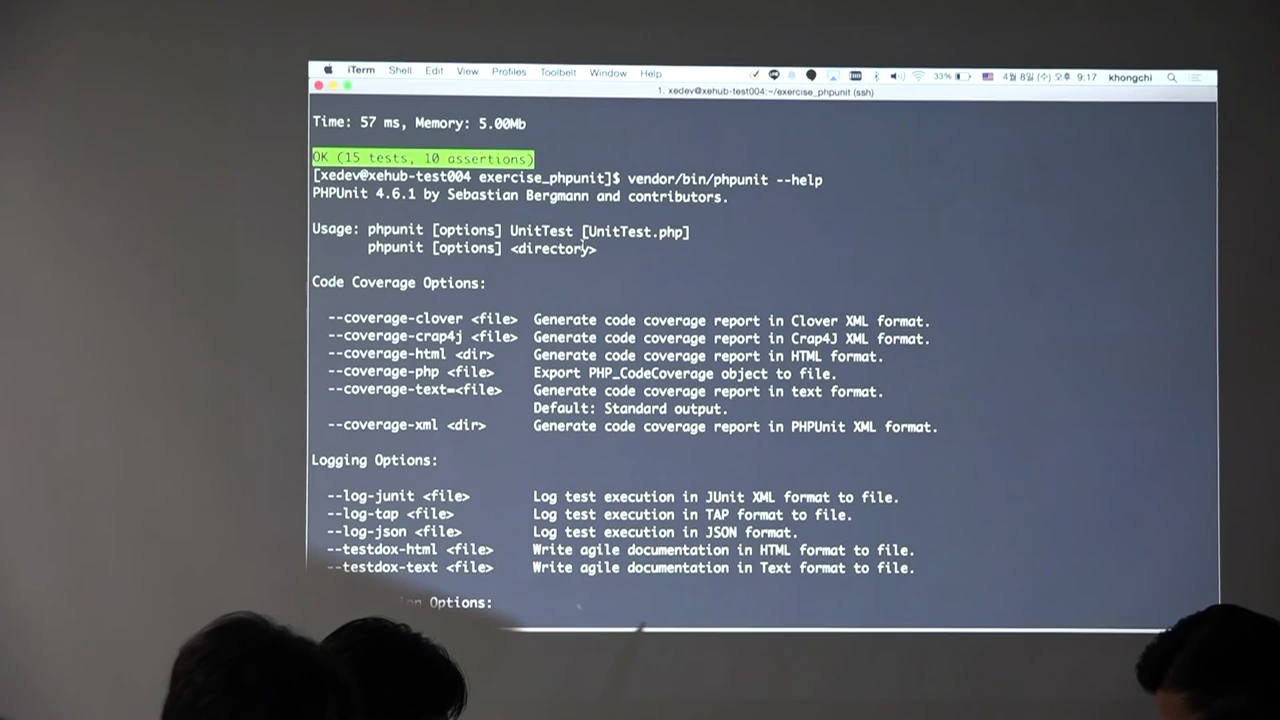 iTerm Shell Edit View Profiles Toolbelt Window Help 33% 4월 8일 (수) 오후 9:17 khongchi
1. xedev@xehub-test004:~/exercise_phpunit (ssh)
Time: 57 ms, Memory: 5.00Mb
OK (15 tests, 10 assertions)
[xedev@xehub-test004 exercise_phpunit]$ vendor/bin/phpunit --help
PHPUnit 4.6.1 by Sebastian Bergmann and contributors.
Usage: phpunit [options] UnitTest [UnitTest.php]
phpunit [options] <directory>
Code Coverage Options:
--coverage-clover <file> Generate code coverage report in Clover XML format.
--coverage-crap4j <file> Generate code coverage report in Crap4J XML format.
--coverage-html <dir> Generate code coverage report in HTML format.
--coverage-php <file> Export PHP_CodeCoverage object to file.
--coverage-text=<file> Generate code coverage report in text format.
Default: Standard output.
--coverage-xml <dir> Generate code coverage report in PHPUnit XML format.
Logging Options:
--log-junit <file> Log test execution in JUnit XML format to file.
--log-tap <file> Log test execution in TAP format to file.
--log-json <file> Log test execution in JSON format.
--testdox-html <file> Write agile documentation in HTML format to file.
--testdox-text <file> Write agile documentation in Text format to file.
Options: